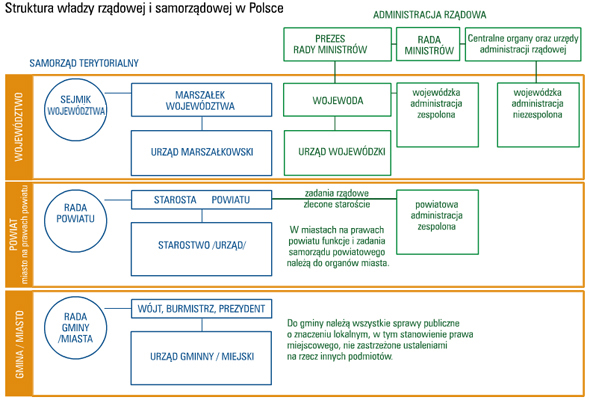 Struktura władzy rządowej i samorządowej w Polsce
ADMINISTRACJA RZĄDOWA
PREZES
RADY MINISTRÓW
RADA
MINISTRÓW
Centralne organy oraz urzędy
administracji rządowej
SAMORZĄD TERYTORIALNY
WOJEWÓDZTWO
SEJMIK
WOJEWÓDZTWA
MARSZAŁEK
WOJEWÓDZTWA
URZĄD MARSZAŁKOWSKI
WOJEWODA
URZĄD WOJEWÓDZKI
wojewódzka
administracja
zespolona
wojewódzka
administracja
niezespolona
POWIAT
miasto na prawach powiatu
RADA
POWIATU
STAROSTA POWIATU
STAROSTWO /URZĄD/
zadania rządowe
zlecone staroście
W miastach na prawach
powiatu funkcje i zadania
samorządu powiatowego
należą do organów miasta.
powiatowa
administracja
zespolona
GMINA / MIASTO
RADA
GMINY
/MIASTA
WÓJT, BURMISTRZ, PREZYDENT
URZĄD GMINNY / MIEJSKI
Do gminy należą wszystkie sprawy publiczne
o znaczeniu lokalnym, w tym stanowienie prawa
miejscowego, nie zastrzeżone ustaleniami
na rzecz innych podmiotów.